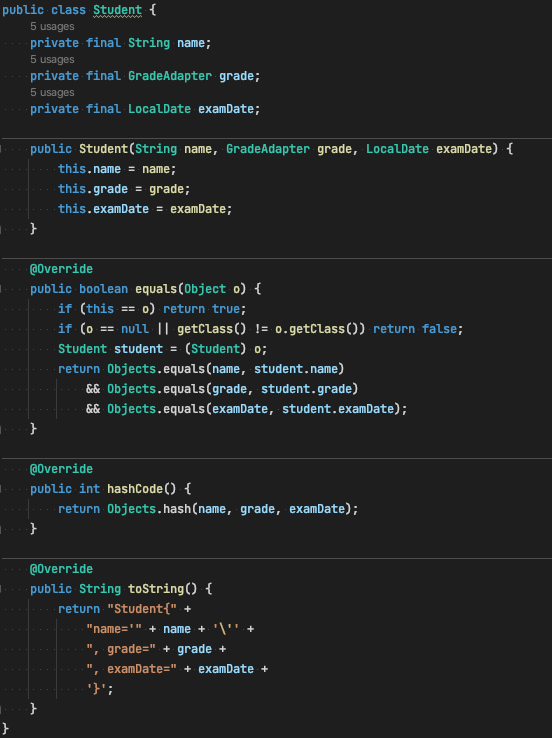 public class Student {
5 usages
private final String name;
5 usages
private final GradeAdapter grade;
5 usages
private final LocalDate examDate;
public Student(String name, GradeAdapter grade, LocalDate examDate) {
this.name = name;
this.grade = grade;
this.examDate = examDate;
}
@Override
public boolean equals(Object o) {
if (this == o) return true;
if (o == null || getClass() != o.getClass()) return false;
Student student = (Student) o;
return Objects.equals(name, student.name)
&& Objects.equals(grade, student.grade)
&& Objects.equals(examDate, student.examDate);
}
@Override
public int hashCode() {
return Objects.hash(name, grade, examDate);
}
@Override
public String toString() {
return "Student{" +
"name='" + name + '\'' +
", grade=" + grade +
", examDate=" + examDate +
'}';
}
}